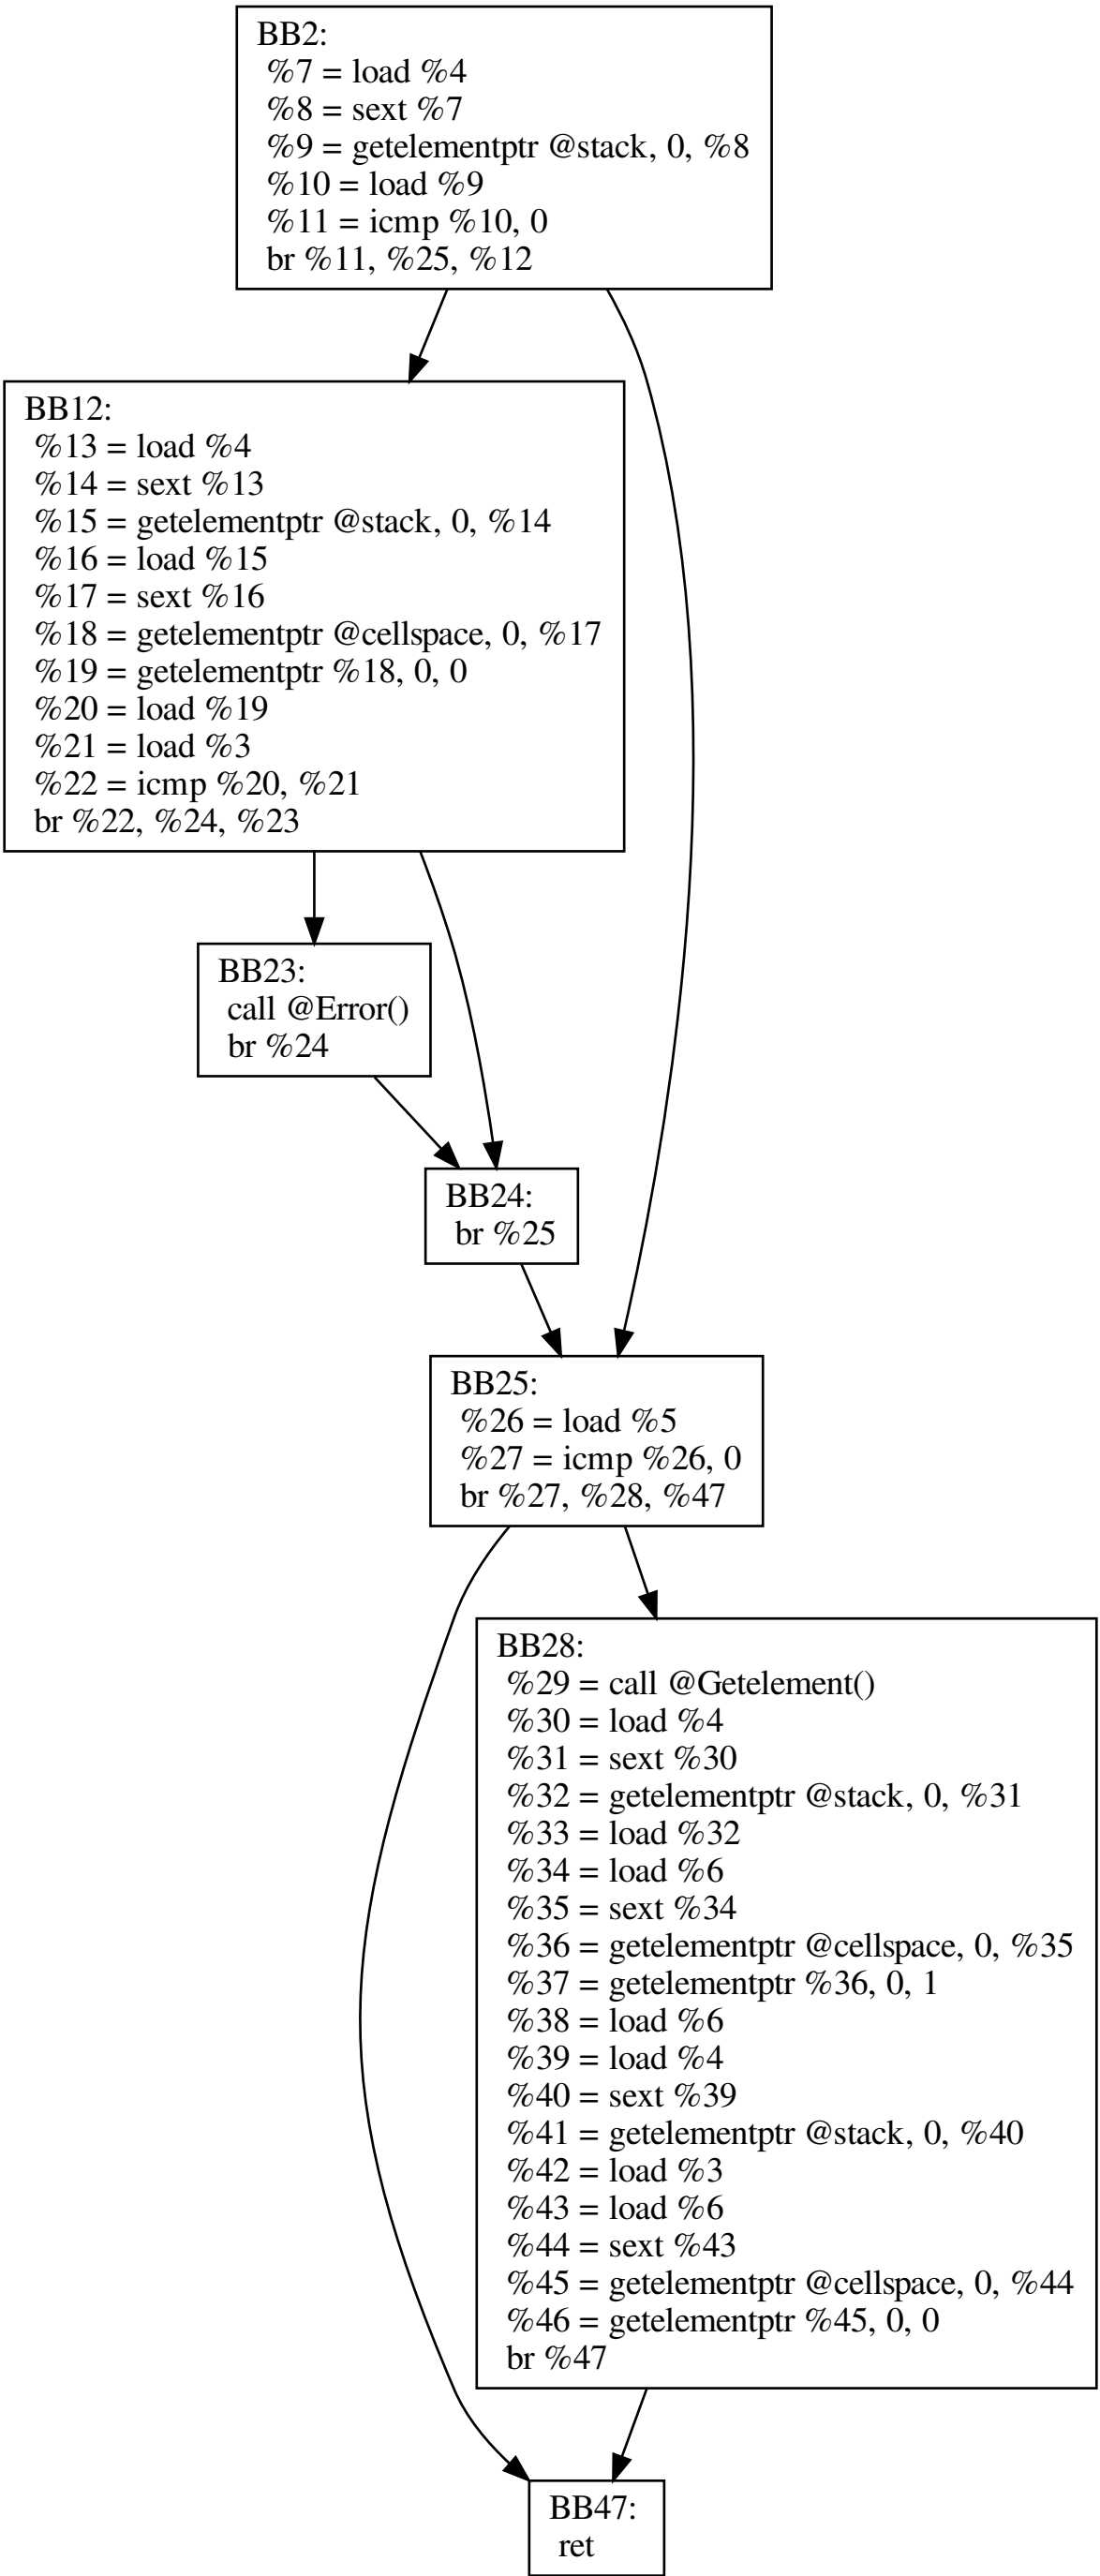 BB2:
%7 = load %4
%8 = sext %7
%9 = getelementptr @stack, 0, %8
%10 = load %9
%11 = icmp %10, 0
br %11, %25, %12
BB12:
%13 = load %4
%14 = sext %13
%15 = getelementptr @stack, 0, %14
%16 = load %15
%17 = sext %16
%18 = getelementptr @cellspace, 0, %17
%19 = getelementptr %18, 0, 0
%20 = load %19
%21 = load %3
%22 = icmp %20, %21
br %22, %24, %23
BB23:
call @Error()
br %24
BB24:
br %25
BB25:
%26 = load %5
%27 = icmp %26, 0
br %27, %28, %47
BB28:
%29 = call @Getelement()
%30 = load %4
%31 = sext %30
%32 = getelementptr @stack, 0, %31
%33 = load %32
%34 = load %6
%35 = sext %34
%36 = getelementptr @cellspace, 0, %35
%37 = getelementptr %36, 0, 1
%38 = load %6
%39 = load %4
%40 = sext %39
%41 = getelementptr @stack, 0, %40
%42 = load %3
%43 = load %6
%44 = sext %43
%45 = getelementptr @cellspace, 0, %44
%46 = getelementptr %45, 0, 0
br %47
BB47:
ret